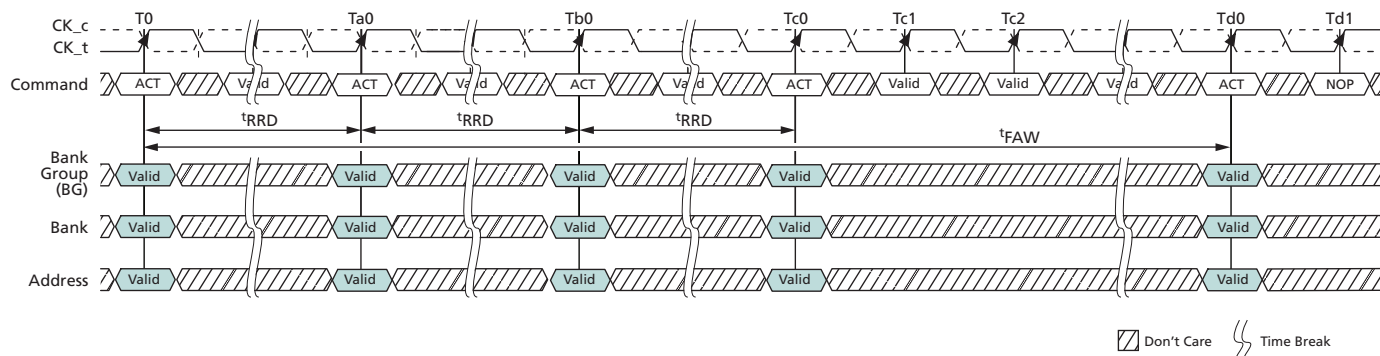 T0 Ta0 Tb0 Tc0 Tc1 Tc2 Td0 Td1
CK_c
CK_t
Command ACT Valid ACT Valid ACT Valid ACT Valid Valid Valid ACT NOP
tRRD tRRD tRRD
tFAW
Bank
Group
(BG)
Valid Valid Valid Valid Valid
Bank Valid Valid Valid Valid Valid
Address Valid Valid Valid Valid Valid
Don't Care Time Break